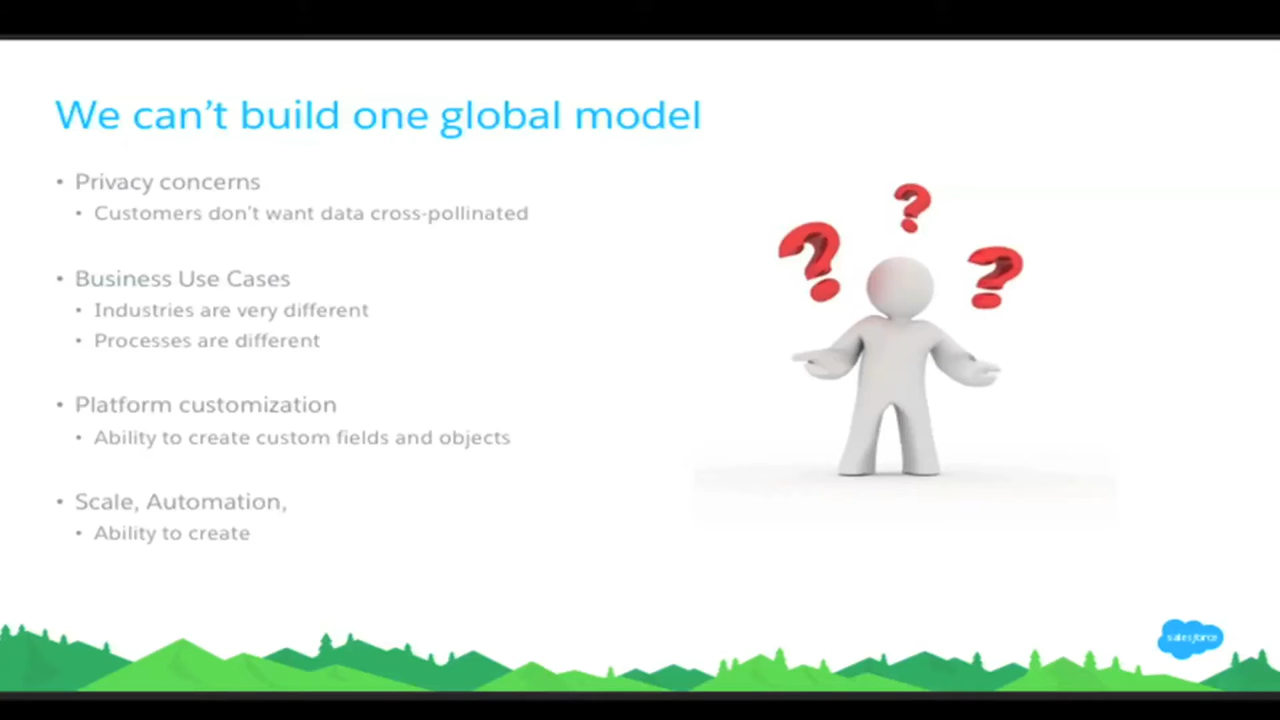 We can't build one global model
• Privacy concerns
• Customers don't want data cross-pollinated
• Business Use Cases
• Industries are very different
• Processes are different
• Platform customization
• Ability to create custom fields and objects
• Scale, Automation,
• Ability to create
? ? ?
salesforce